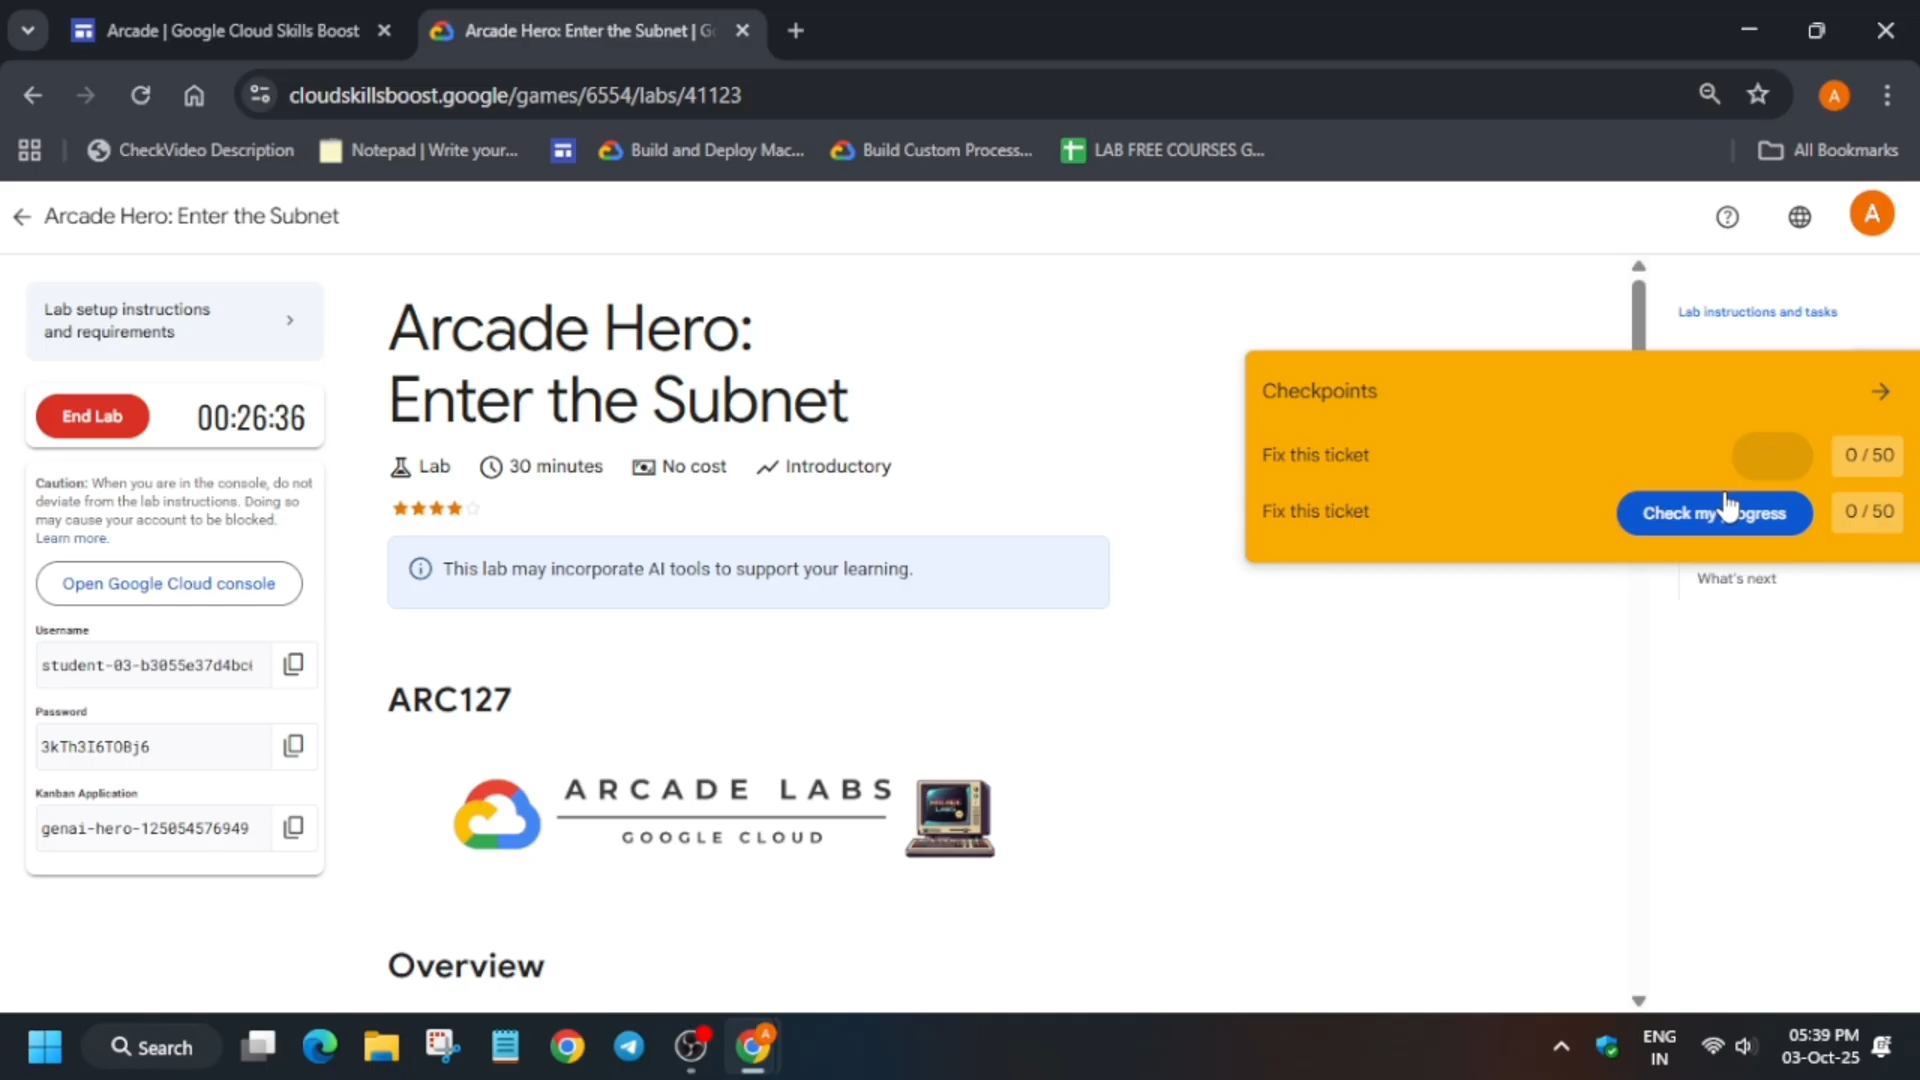 Arcade | Google Cloud Skills Boost
Arcade Hero: Enter the Subnet | G
cloudskillsboost.google/games/6554/labs/41123
A
CheckVideo Description
Notepad | Write your...
Build and Deploy Mac...
Build Custom Process...
LAB FREE COURSES G...
All Bookmarks
Arcade Hero: Enter the Subnet
A
Lab setup instructions
and requirements
End Lab
00:26:36
Caution: When you are in the console, do not
deviate from the lab instructions. Doing so
may cause your account to be blocked.
Learn more.
Open Google Cloud console
Username
student-03-b3055e37d4bc
Password
3kTh3I6TOBj6
Kanban Application
genai-hero-125054576949
Arcade Hero:
Enter the Subnet
Lab
30 minutes
No cost
Introductory
This lab may incorporate AI tools to support your learning.
ARC127
ARCADE LABS
GOOGLE CLOUD
Overview
Lab instructions and tasks
Checkpoints
Fix this ticket
0 / 50
Fix this ticket
Check my progress
0 / 50
What's next
Search
A
ENG
IN
05:39 PM
03-Oct-25